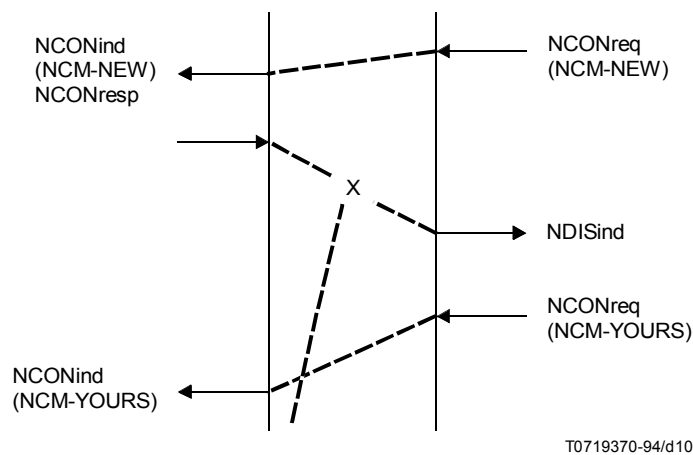 NCONind
(NCM-NEW)
NCONresp
NCONreq
(NCM-NEW)
X
NDISind
NCONreq
(NCM-YOURS)
NCONind
(NCM-YOURS)
T0719370-94/d10